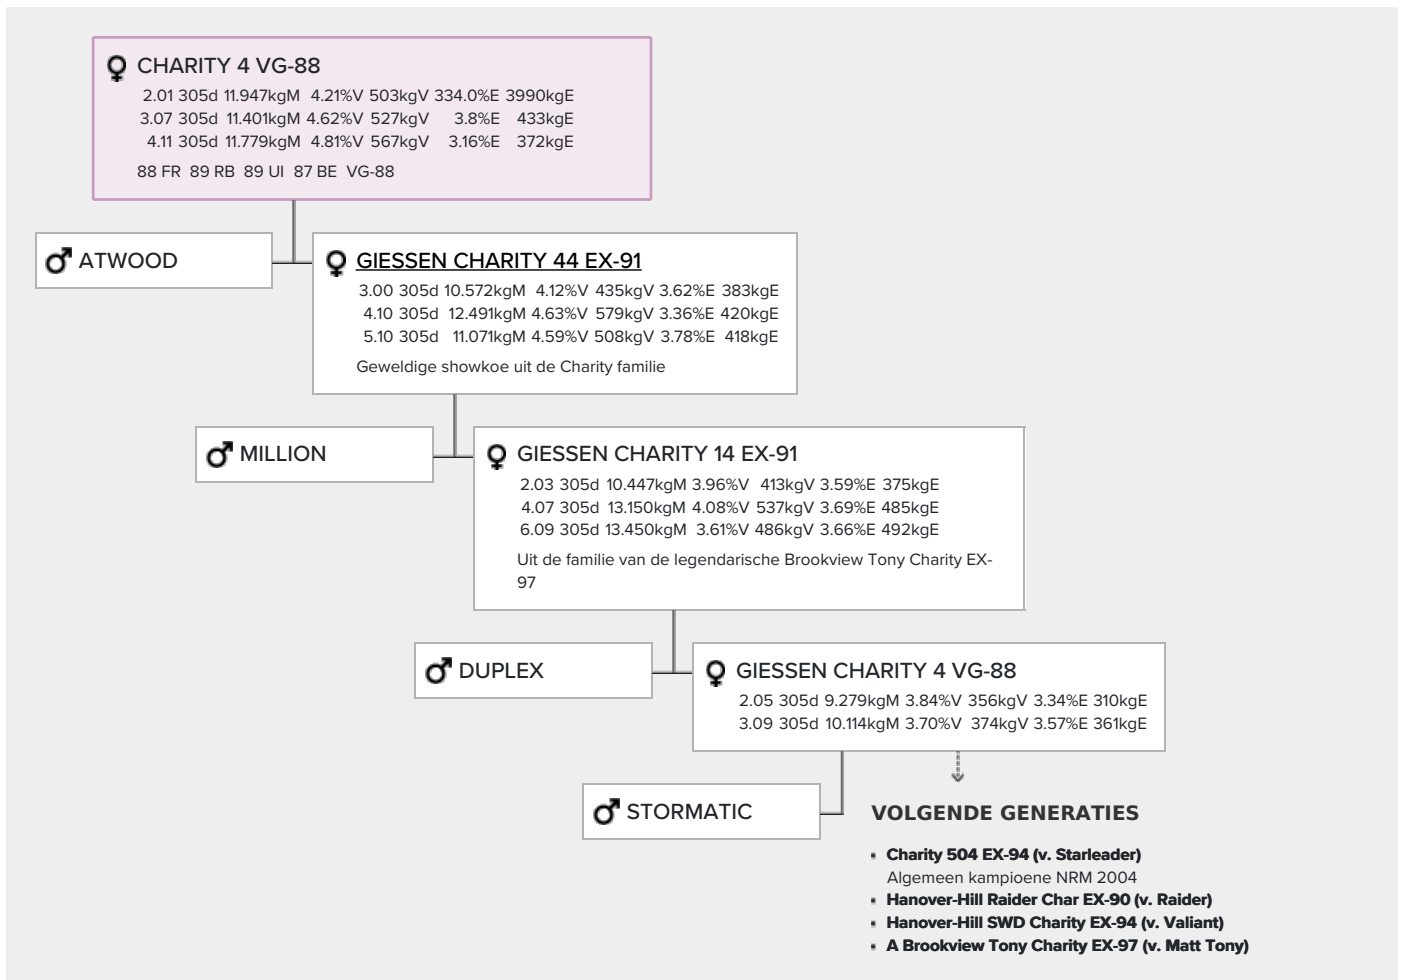 CHARITY 4 VG-88
2.01 305d 11.947kgM 4.21%V 503kgV 334.0%E 3990kgE
3.07 305d 11.401kgM 4.62%V 527kgV 3.8%E 433kgE
4.11 305d 11.779kgM 4.81%V 567kgV 3.16%E 372kgE
88 FR 89 RB 89 UI 87 BE VG-88
ATWOOD
GIESSEN CHARITY 44 EX-91
3.00 305d 10.572kgM 4.12%V 435kgV 3.62%E 383kgE
4.10 305d 12.491kgM 4.63%V 579kgV 3.36%E 420kgE
5.10 305d 11.071kgM 4.59%V 508kgV 3.78%E 418kgE
Geweldige showkoe uit de Charity familie
MILLION
GIESSEN CHARITY 14 EX-91
2.03 305d 10.447kgM 3.96%V 413kgV 3.59%E 375kgE
4.07 305d 13.150kgM 4.08%V 537kgV 3.69%E 485kgE
6.09 305d 13.450kgM 3.61%V 486kgV 3.66%E 492kgE
Uit de familie van de legendarische Brookview Tony Charity EX-
97
DUPLEX
GIESSEN CHARITY 4 VG-88
2.05 305d 9.279kgM 3.84%V 356kgV 3.34%E 310kgE
3.09 305d 10.114kgM 3.70%V 374kgV 3.57%E 361kgE
STORMATIC
VOLGENDE GENERATIES
Charity 504 EX-94 (v. Starleader)
Algemeen kampioene NRM 2004
Hanover-Hill Raider Char EX-90 (v. Raider)
Hanover-Hill SWD Charity EX-94 (v. Valiant)
A Brookview Tony Charity EX-97 (v. Matt Tony)